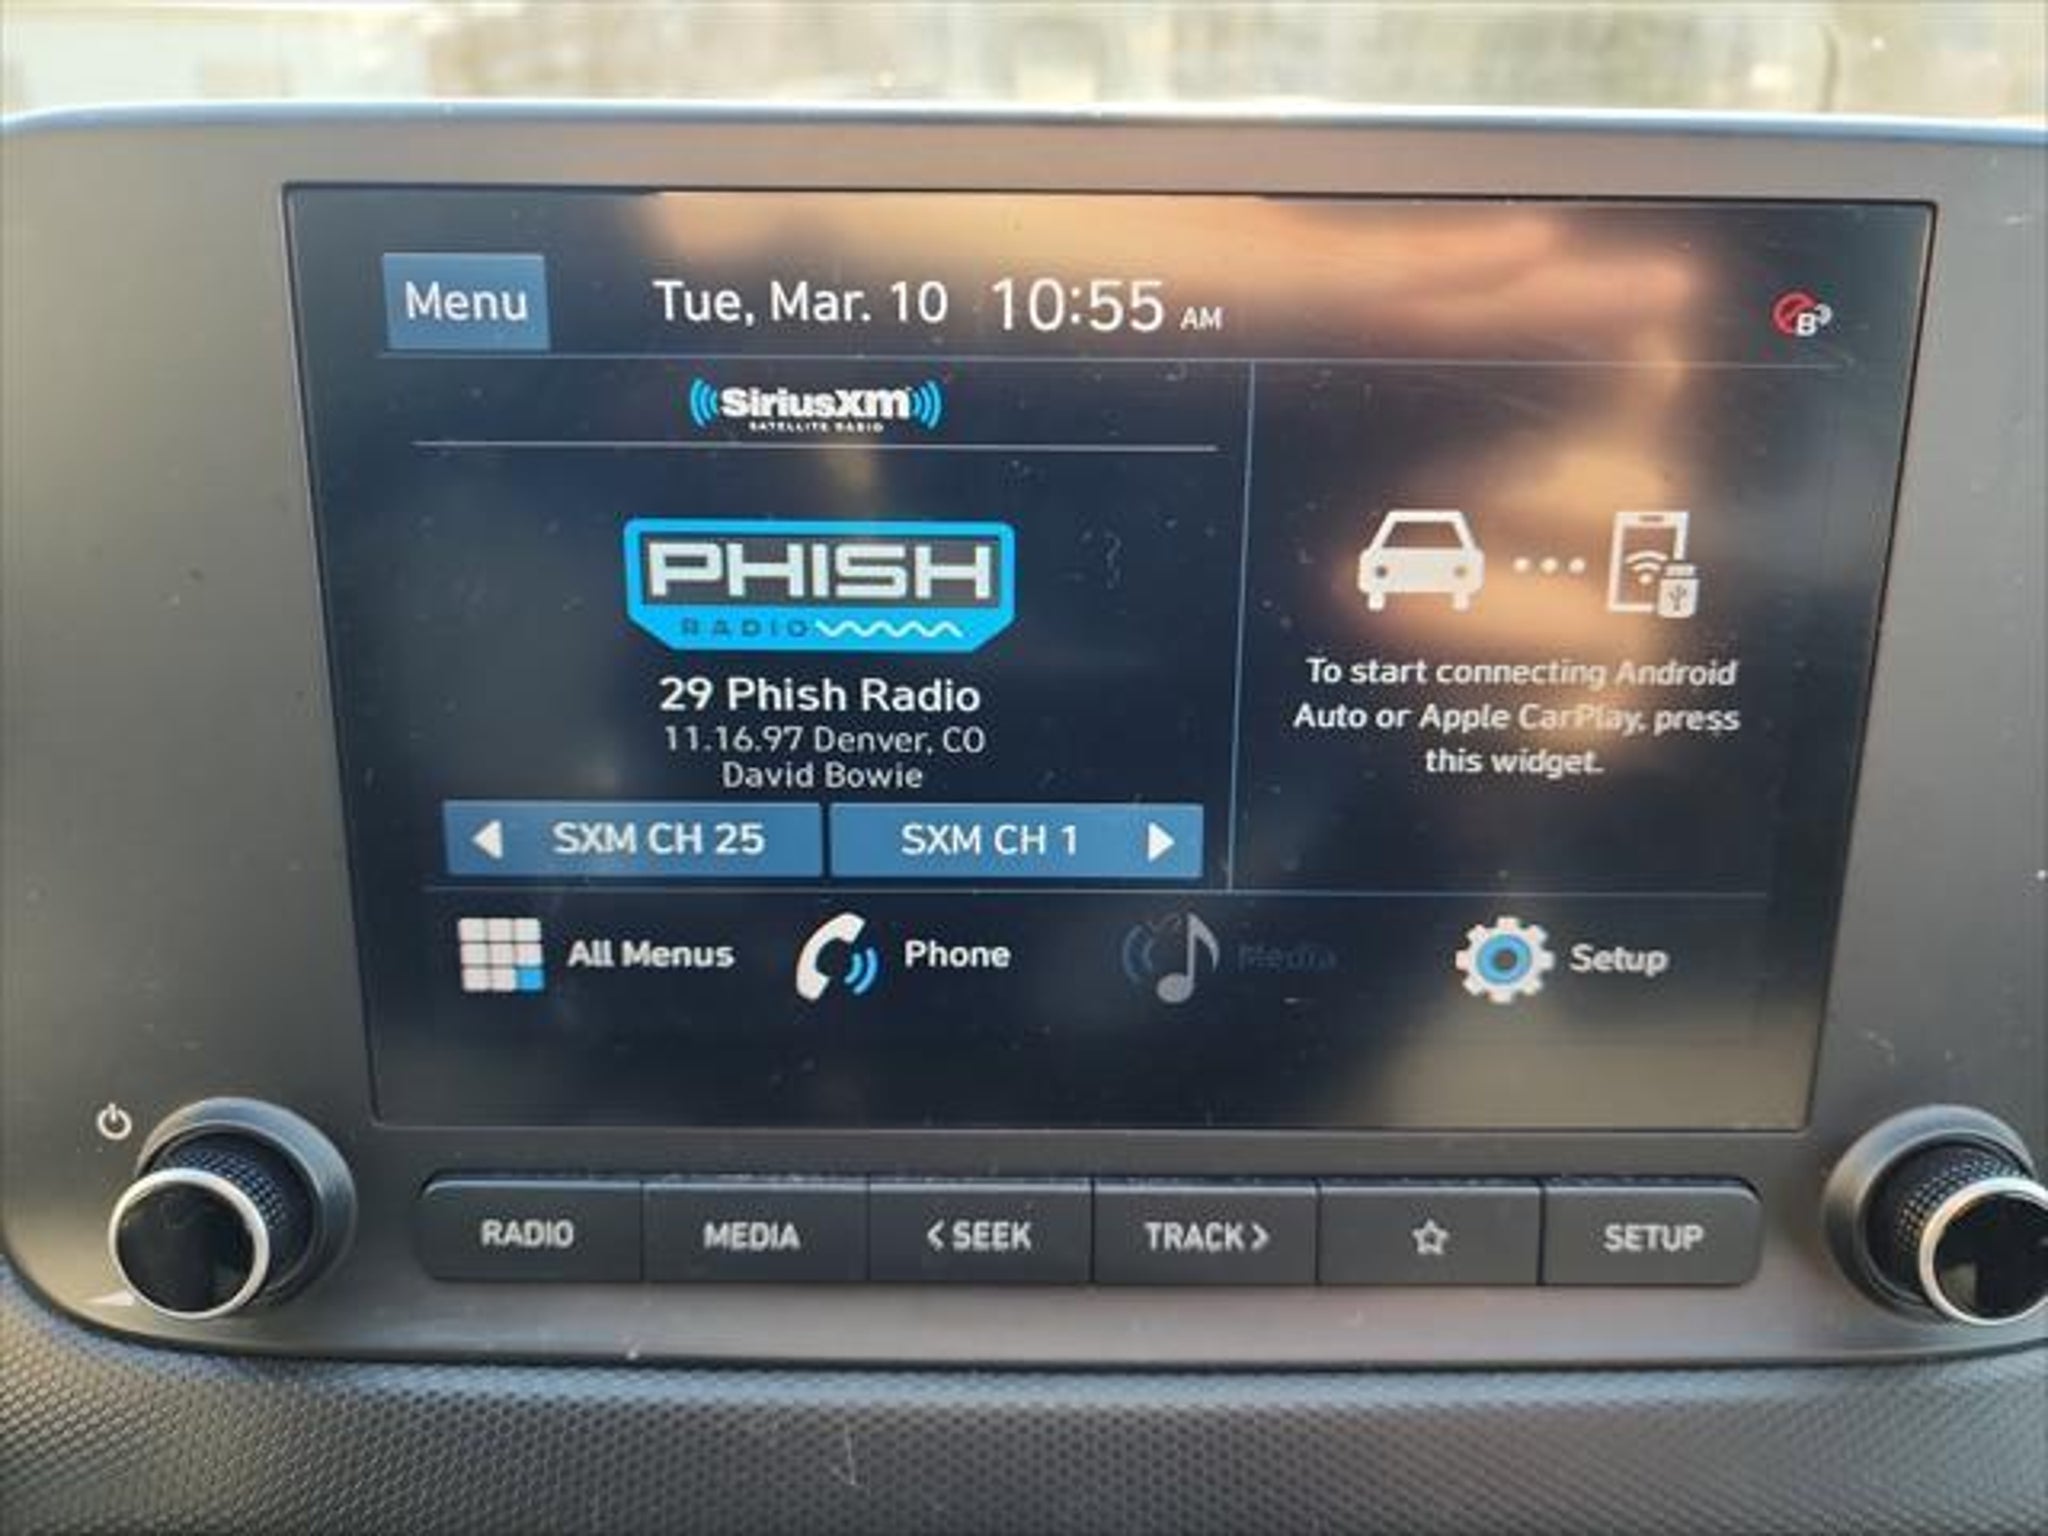 Menu
Tue, Mar. 10 10:55 AM
B
SiriusXM
SATELLITE RADIO
PHISH
RADIO
29 Phish Radio
11.16.97 Denver, CO
David Bowie
SXM CH 25
SXM CH 1
To start connecting Android
Auto or Apple CarPlay, press
this widget.
All Menus
Phone
Media
Setup
RADIO
MEDIA
< SEEK
TRACK >
SETUP